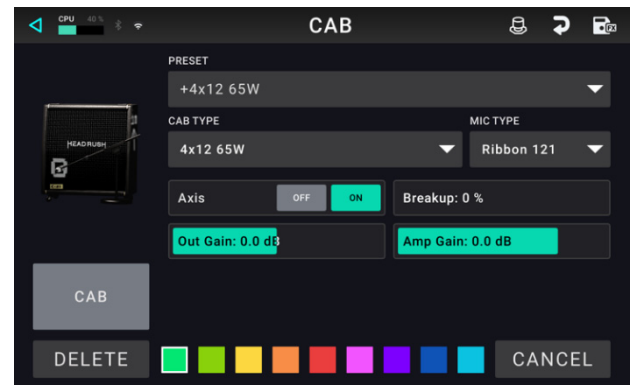 CPU 40 %
CAB
FX
PRESET
+4x12 65W
CAB TYPE
MIC TYPE
4x12 65W
Ribbon 121
HEADRUSH
Axis
OFF
ON
Breakup: 0 %
Out Gain: 0.0 dB
Amp Gain: 0.0 dB
CAB
DELETE
CANCEL